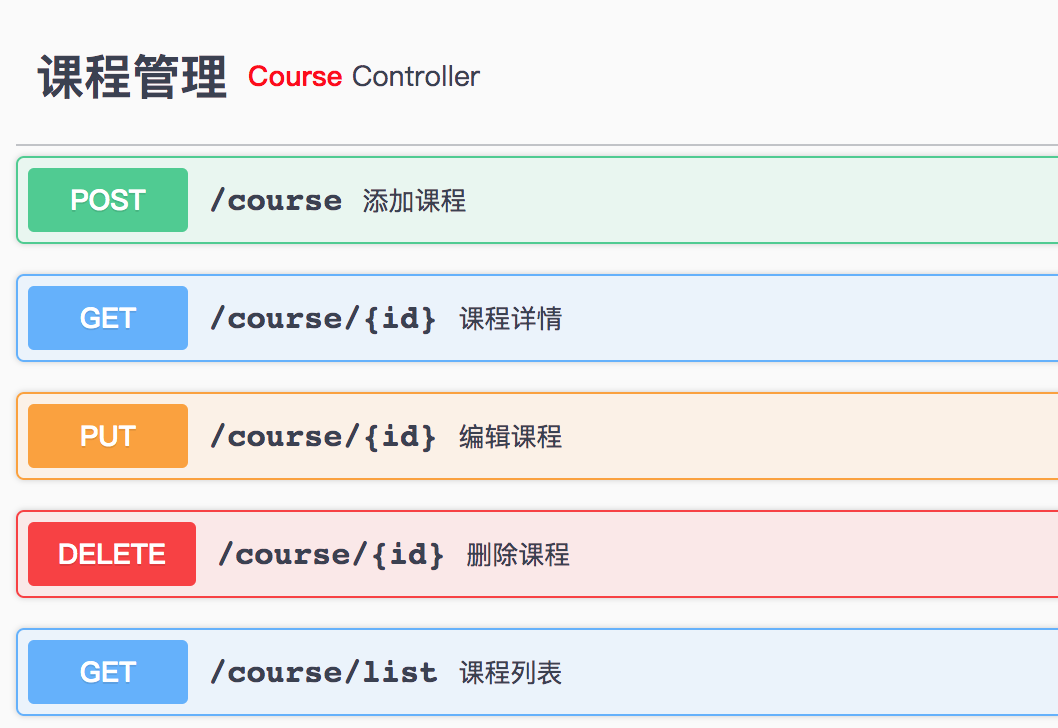 课程管理 Course Controller
POST /course 添加课程
GET /course/{id} 课程详情
PUT /course/{id} 编辑课程
DELETE /course/{id} 删除课程
GET /course/list 课程列表